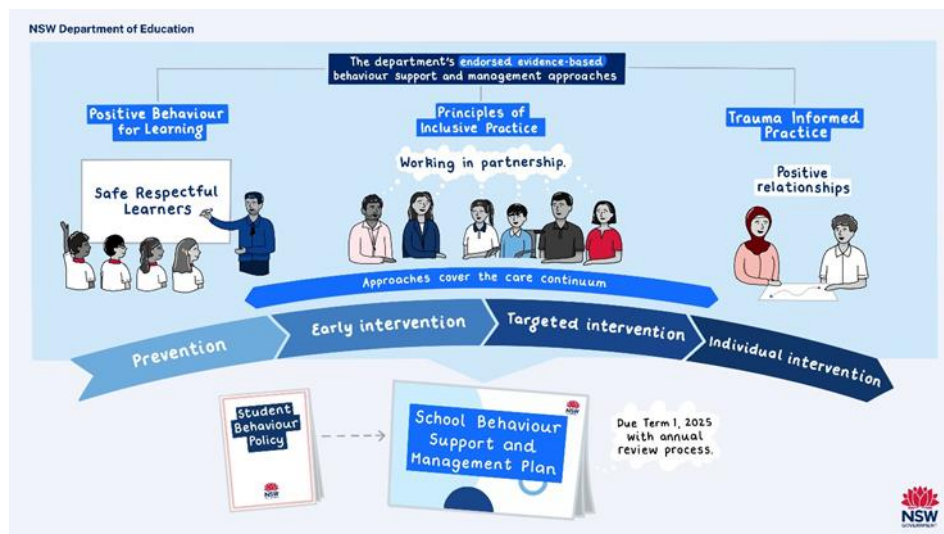 NSW Department of Education
The department's endorsed evidence-based
behaviour support and management approaches
Positive Behaviour
for Learning
Principles of
Inclusive Practice
Trauma Informed
Practice
Safe Respectful
Learners
Working in partnership.
Positive
relationships
Approaches cover the care continuum
Prevention
Early intervention
Targeted intervention
Individual intervention
Student
Behaviour
Policy
NSW
School Behaviour
Support and
Management Plan
NSW
Due Term 1, 2025
with annual
review process.
NSW
GOVERNMENT